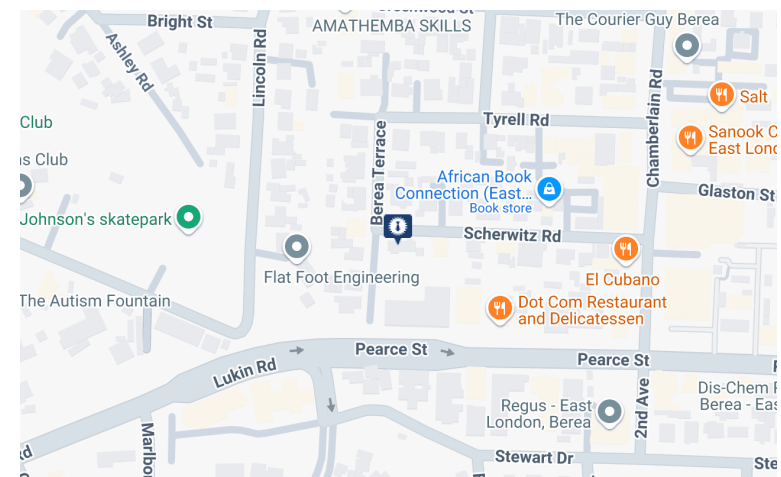 Bright St
AMATHEMBA SKILLS
The Courier Guy Berea
Ashley Rd
Lincoln Rd
Chamberlain Rd
Salt
Tyrell Rd
Club
Sanook C
East Lond
s Club
Berea Terrace
African Book
Connection (East...
Book store
Glaston St
Johnson's skatepark
Scherwitz Rd
Flat Foot Engineering
El Cubano
The Autism Fountain
Dot Com Restaurant
and Delicatessen
Pearce St
Pearce St
Lukin Rd
2nd Ave
Dis-Chem
Berea - Eas
Regus - East
London, Berea
Marlbo
Rd
Stewart Dr
Ste